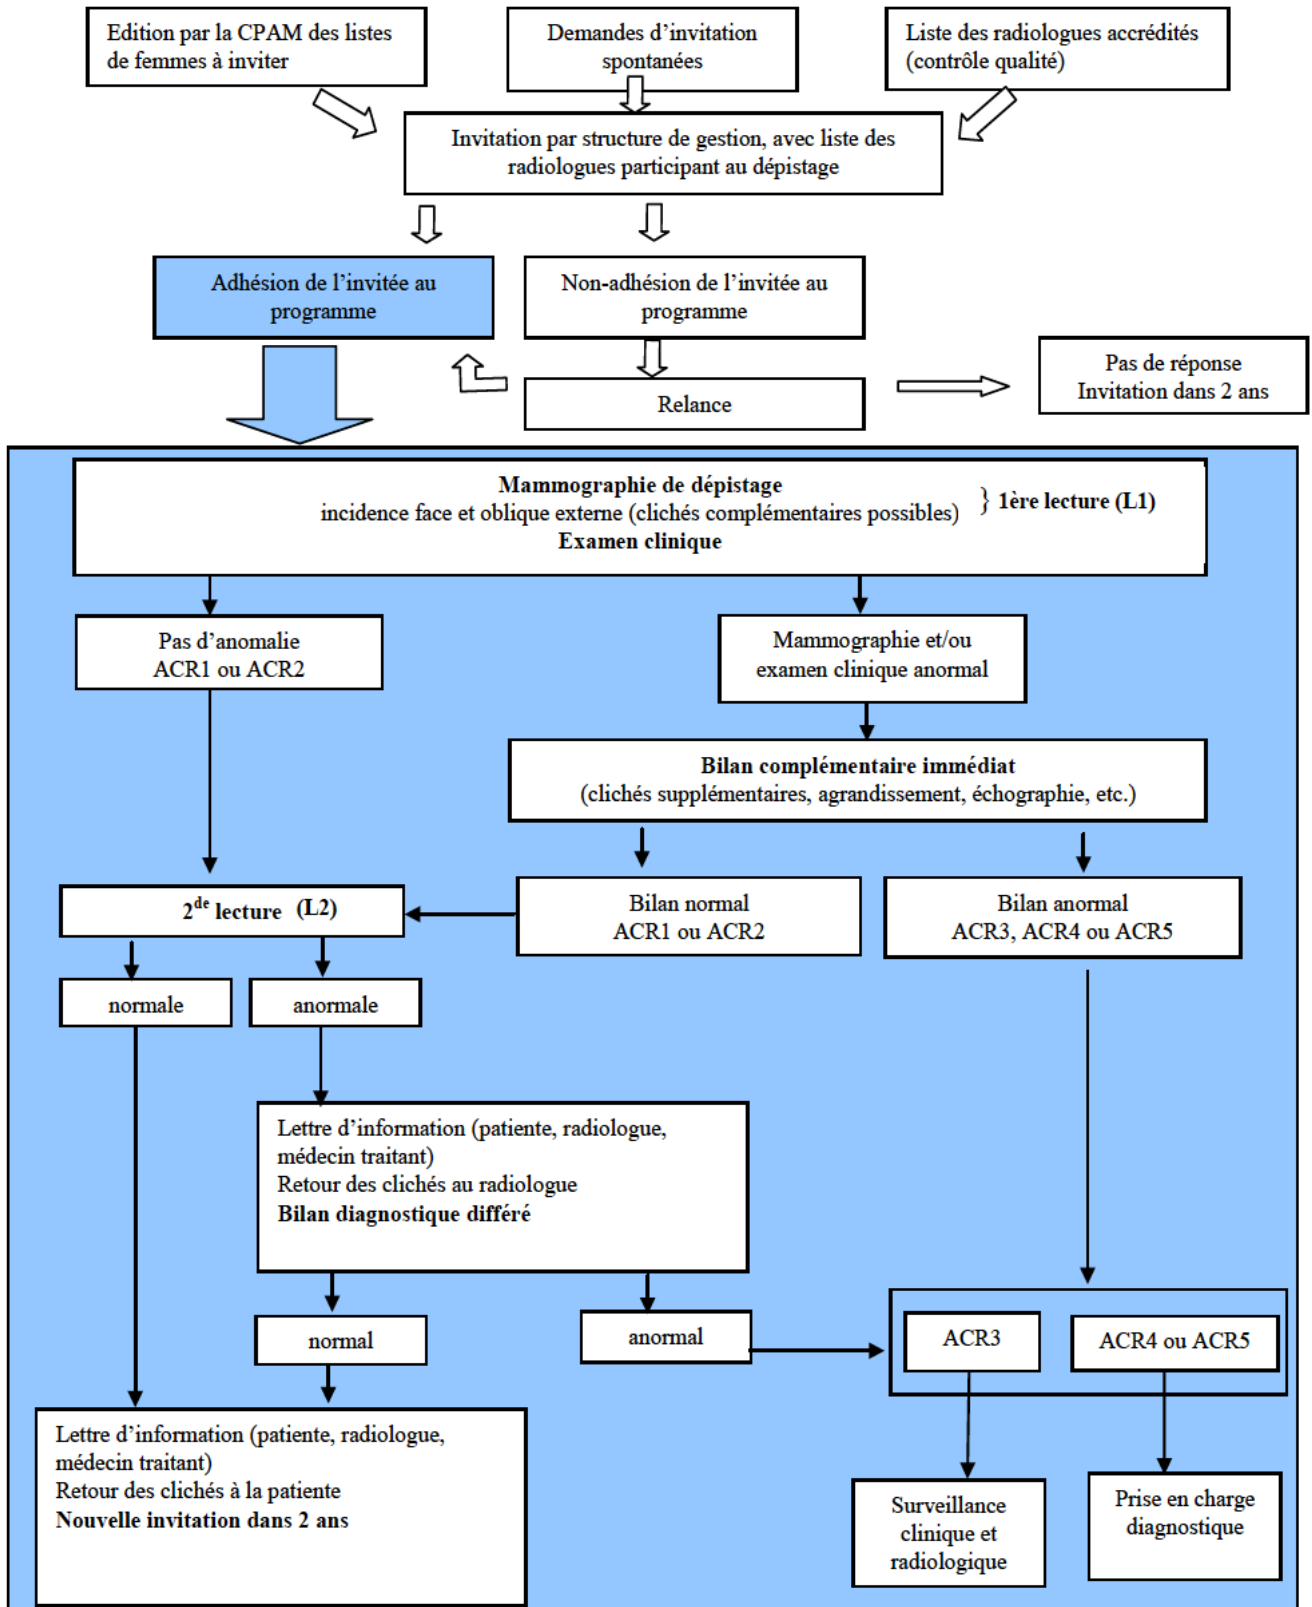 Edition par la CPAM des listes
de femmes à inviter
Demandes d’invitation
spontanées
Liste des radiologues accrédités
(contrôle qualité)
Invitation par structure de gestion, avec liste des
radiologues participant au dépistage
Adhésion de l’invitée au
programme
Non-adhésion de l’invitée au
programme
Relance
Pas de réponse
Invitation dans 2 ans
Mammographie de dépistage
incidence face et oblique externe (clichés complémentaires possibles)
} 1ère lecture (L1)
Examen clinique
Pas d’anomalie
ACR1 ou ACR2
Mammographie et/ou
examen clinique anormal
Bilan complémentaire immédiat
(clichés supplémentaires, agrandissement, échographie, etc.)
2de lecture (L2)
Bilan normal
ACR1 ou ACR2
Bilan anormal
ACR3, ACR4 ou ACR5
normale
anormale
Lettre d’information (patiente, radiologue,
médecin traitant)
Retour des clichés au radiologue
Bilan diagnostique différé
normal
anormal
ACR3
ACR4 ou ACR5
Lettre d’information (patiente, radiologue,
médecin traitant)
Retour des clichés à la patiente
Nouvelle invitation dans 2 ans
Surveillance
clinique et
radiologique
Prise en charge
diagnostique